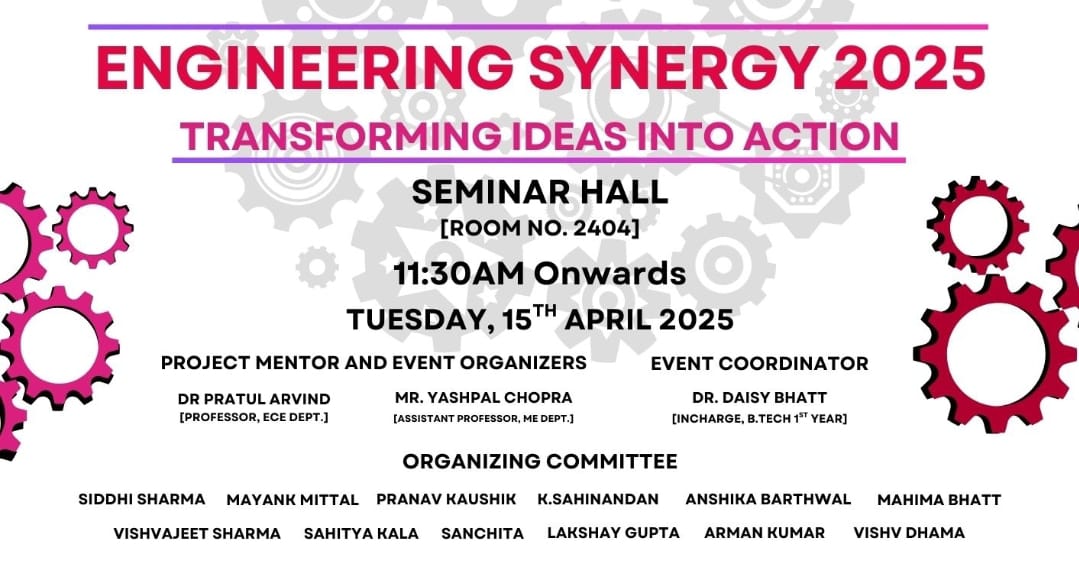 ENGINEERING SYNERGY 2025
TRANSFORMING IDEAS INTO ACTION
SEMINAR HALL
[ROOM NO. 2404]
11:30AM Onwards
TUESDAY, 15TH APRIL 2025
PROJECT MENTOR AND EVENT ORGANIZERS
EVENT COORDINATOR
DR PRATUL ARVIND
[PROFESSOR, ECE DEPT.]
MR. YASHPAL CHOPRA
[ASSISTANT PROFESSOR, ME DEPT.]
DR. DAISY BHATT
[INCHARGE, B.TECH 1ST YEAR]
ORGANIZING COMMITTEE
SIDDHI SHARMA MAYANK MITTAL PRANAV KAUSHIK K.SAHINANDAN ANSHIKA BARTHWAL MAHIMA BHATT
VISHVAJEET SHARMA SAHITYA KALA SANCHITA LAKSHAY GUPTA ARMAN KUMAR VISHV DHAMA